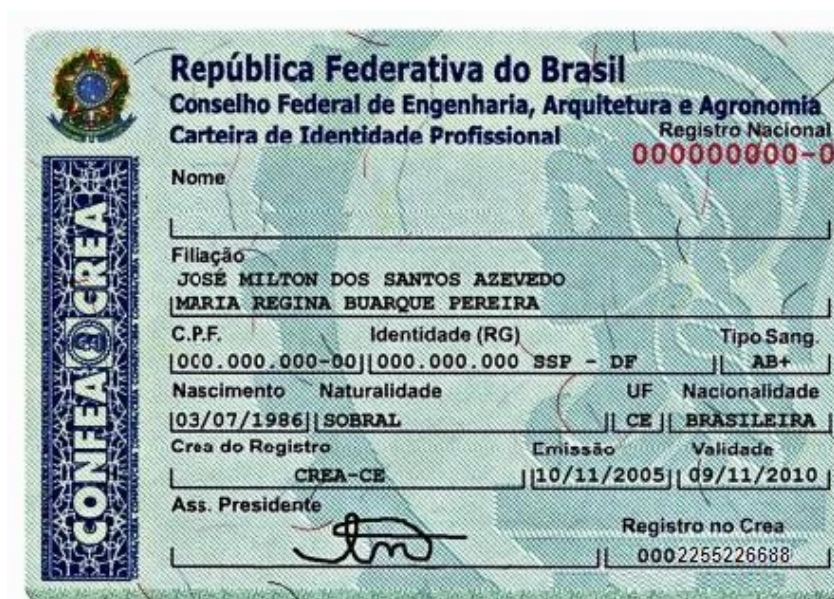 República Federativa do Brasil
Conselho Federal de Engenharia, Arquitetura e Agronomia
Carteira de Identidade Profissional
Registro Nacional
000000000-0
Nome
Filiação
JOSÉ MILTON DOS SANTOS AZEVEDO
MARIA REGINA BUARQUE PEREIRA
C.P.F. Identidade (RG) Tipo Sang.
000.000.000-00 000.000.000 SSP - DF AB+
Nascimento Naturalidade UF Nacionalidade
03/07/1986 SOBRAL CE BRASILEIRA
Crea do Registro Emissão Validade
CREA-CE 10/11/2005 09/11/2010
Ass. Presidente
Registro no Crea
0002255226688
CONFEA CREA